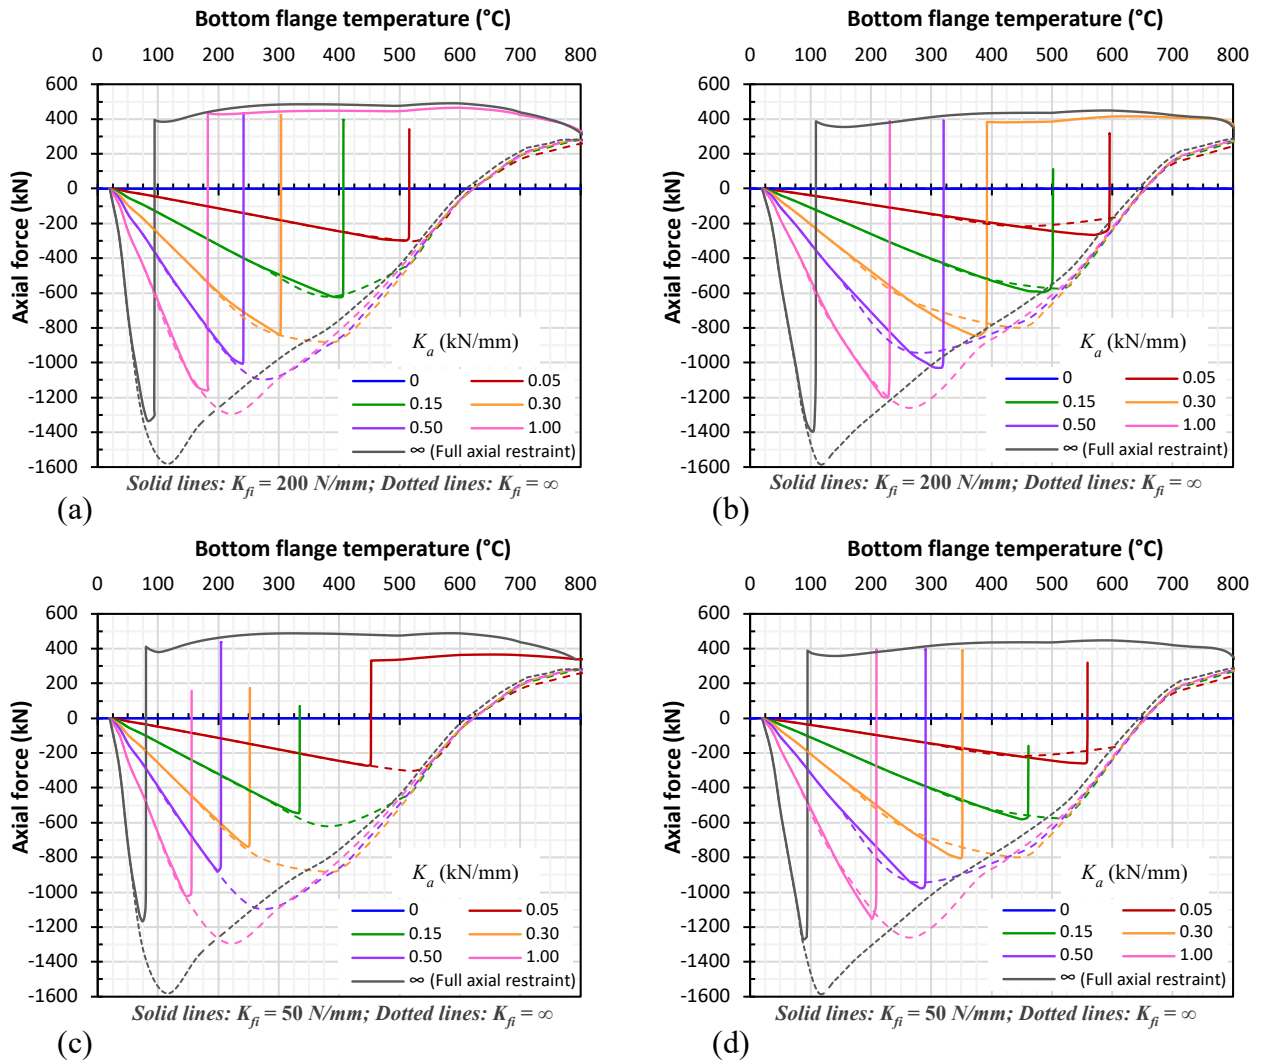 Bottom flange temperature (°C)
0 100 200 300 400 500 600 700 800
600
400
200
0
-200
-400
-600
-800
-1000
-1200
-1400
-1600
Axial force (kN)
K_a (kN/mm)
0 0.05
0.15 0.30
0.50 1.00
∞ (Full axial restraint)
Solid lines: K_fi = 200 N/mm; Dotted lines: K_fi = ∞
(a)
Bottom flange temperature (°C)
0 100 200 300 400 500 600 700 800
600
400
200
0
-200
-400
-600
-800
-1000
-1200
-1400
-1600
Axial force (kN)
K_a (kN/mm)
0 0.05
0.15 0.30
0.50 1.00
∞ (Full axial restraint)
Solid lines: K_fi = 200 N/mm; Dotted lines: K_fi = ∞
(b)
Bottom flange temperature (°C)
0 100 200 300 400 500 600 700 800
600
400
200
0
-200
-400
-600
-800
-1000
-1200
-1400
-1600
Axial force (kN)
K_a (kN/mm)
0 0.05
0.15 0.30
0.50 1.00
∞ (Full axial restraint)
Solid lines: K_fi = 50 N/mm; Dotted lines: K_fi = ∞
(c)
Bottom flange temperature (°C)
0 100 200 300 400 500 600 700 800
600
400
200
0
-200
-400
-600
-800
-1000
-1200
-1400
-1600
Axial force (kN)
K_a (kN/mm)
0 0.05
0.15 0.30
0.50 1.00
∞ (Full axial restraint)
Solid lines: K_fi = 50 N/mm; Dotted lines: K_fi = ∞
(d)